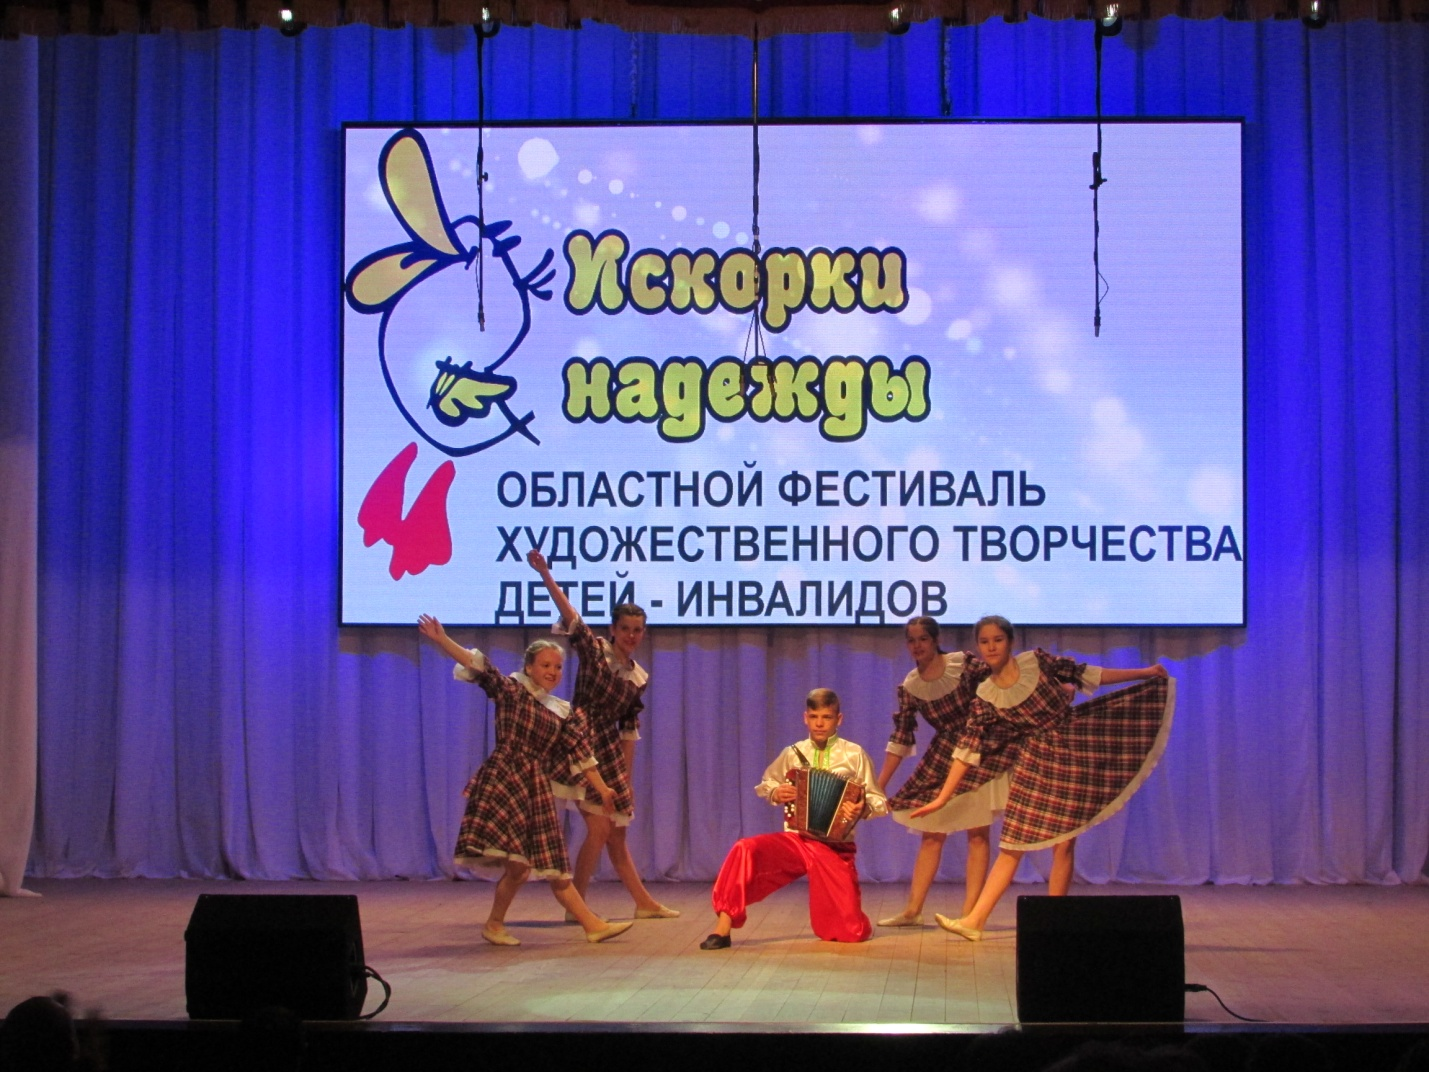 Искорки
надежды
ОБЛАСТНОЙ ФЕСТИВАЛЬ
ХУДОЖЕСТВЕННОГО ТВОРЧЕСТВА
ДЕТЕЙ - ИНВАЛИДОВ